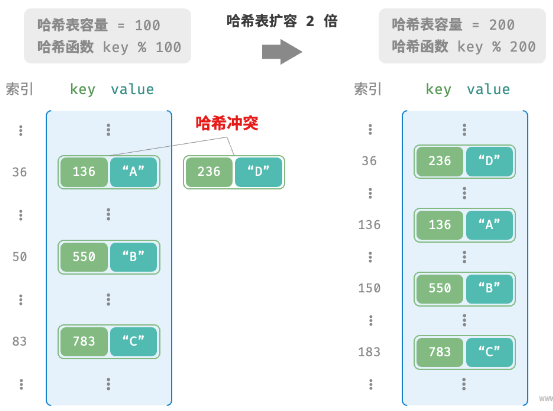 哈希表容量 = 100
哈希函数 key % 100
哈希表扩容 2 倍
哈希表容量 = 200
哈希函数 key % 200
索引 key value
哈希冲突
36 136 “A” 236 “D”
50 550 “B”
83 783 “C”
索引 key value
36 236 “D”
136 136 “A”
150 550 “B”
183 783 “C”
www